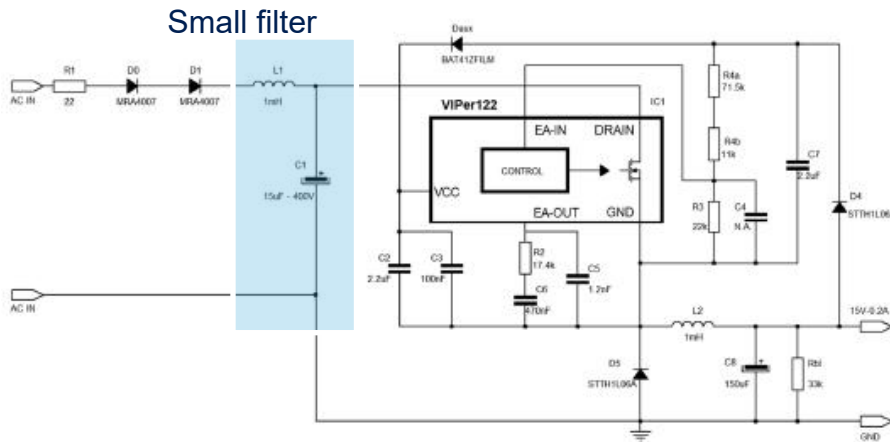 Small filter
Daux
BAT41ZFILM
R1
22
AC IN
D0
MRA4007
D1
MRA4007
L1
1mH
C1
15uF - 400V
AC IN
VIPer122
IC1
EA-IN
DRAIN
CONTROL
VCC
EA-OUT
GND
R4a
71.5k
R4b
11k
C7
2.2uF
R3
22k
C4
N.A.
D4
STTH1L06
C2
2.2uF
C3
100nF
R2
17.4k
C6
470nF
C5
1.2nF
L2
1mH
15V-0.2A
D5
STTH1L06A
C8
150uF
Rbl
33k
GND